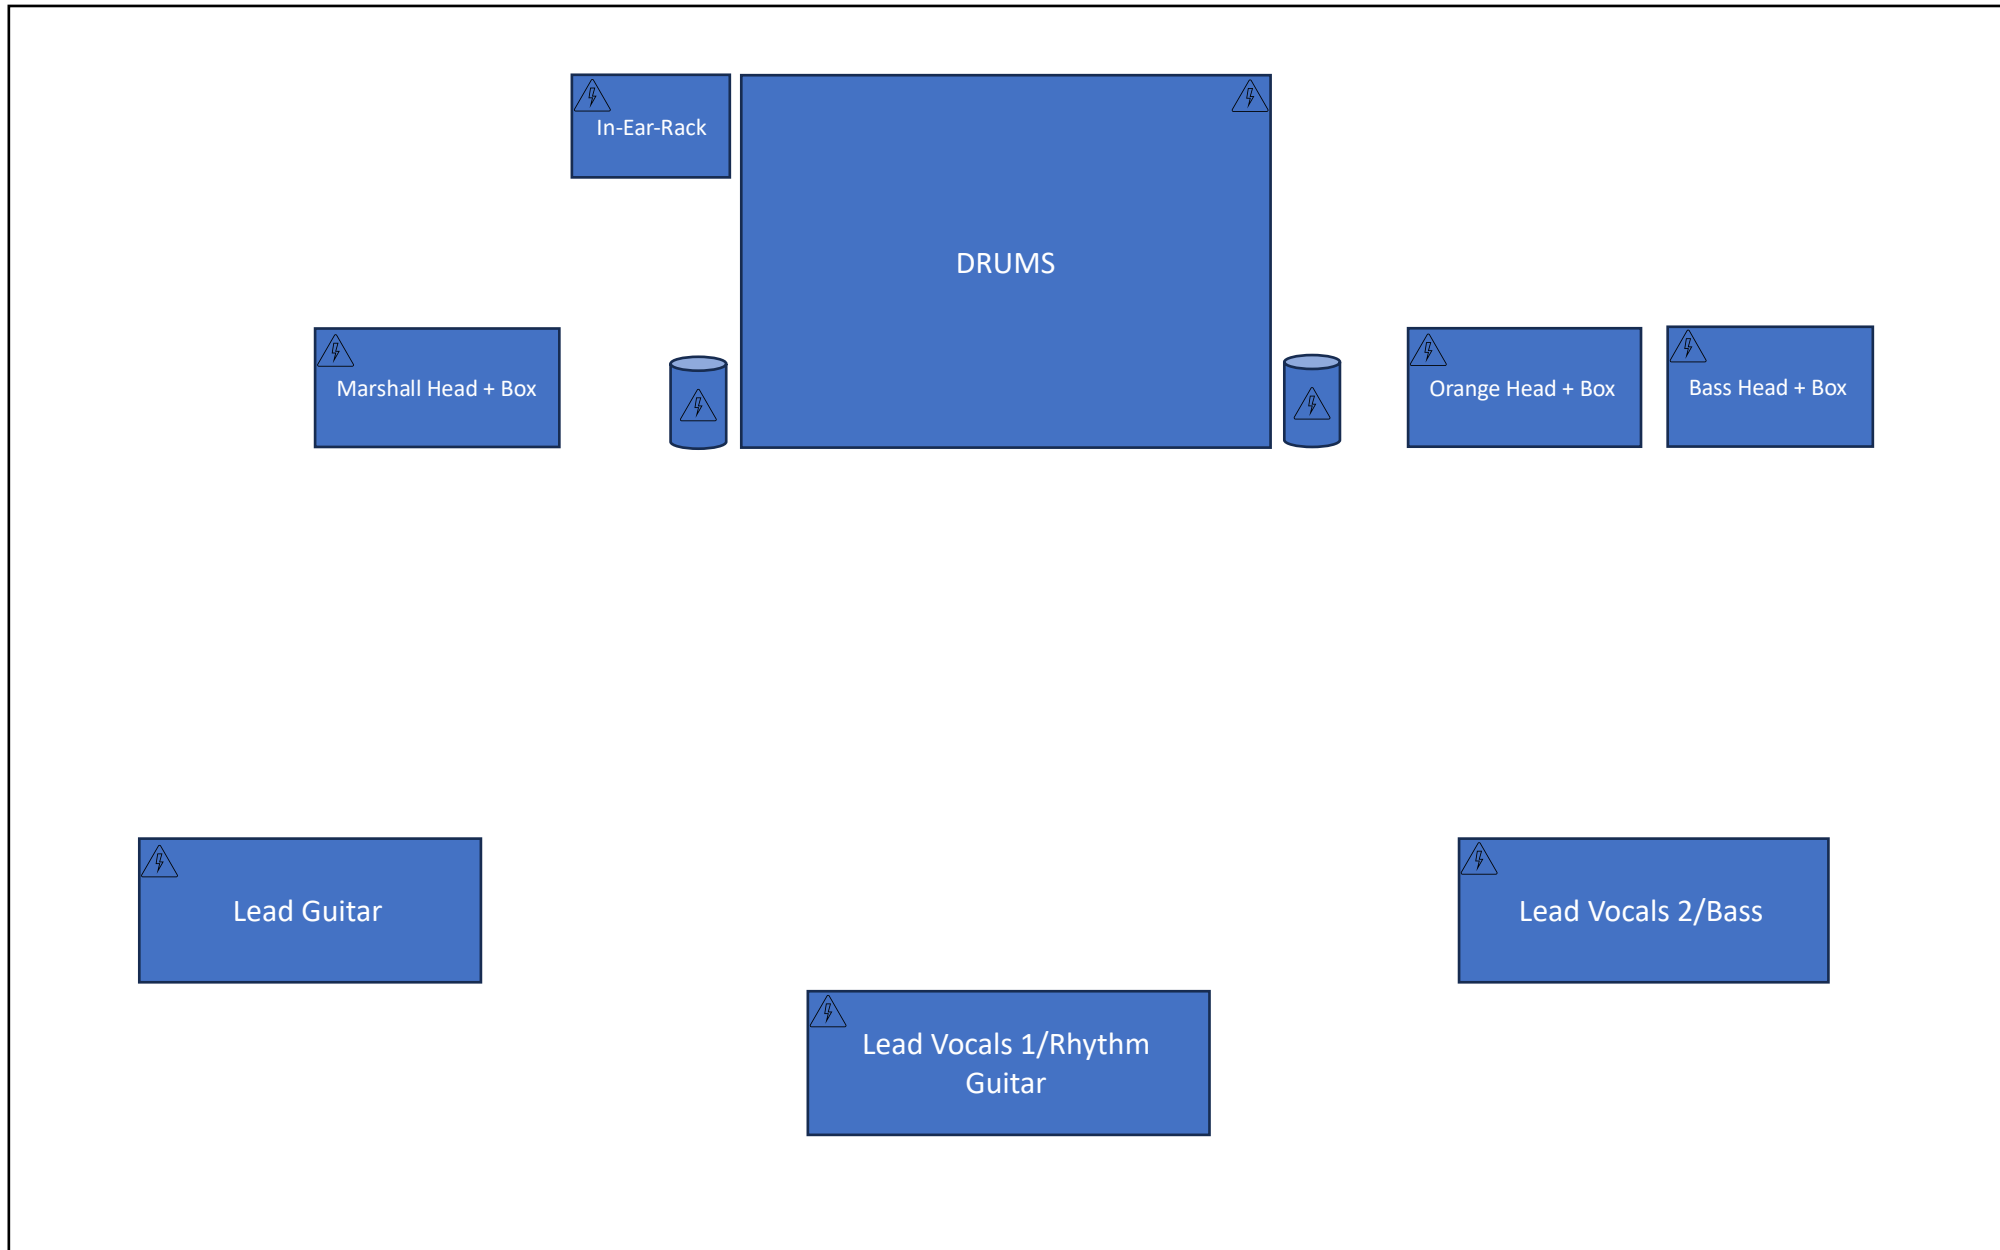 In-Ear-Rack
DRUMS
Marshall Head + Box
Orange Head + Box
Bass Head + Box
Lead Guitar
Lead Vocals 2/Bass
Lead Vocals 1/Rhythm
Guitar